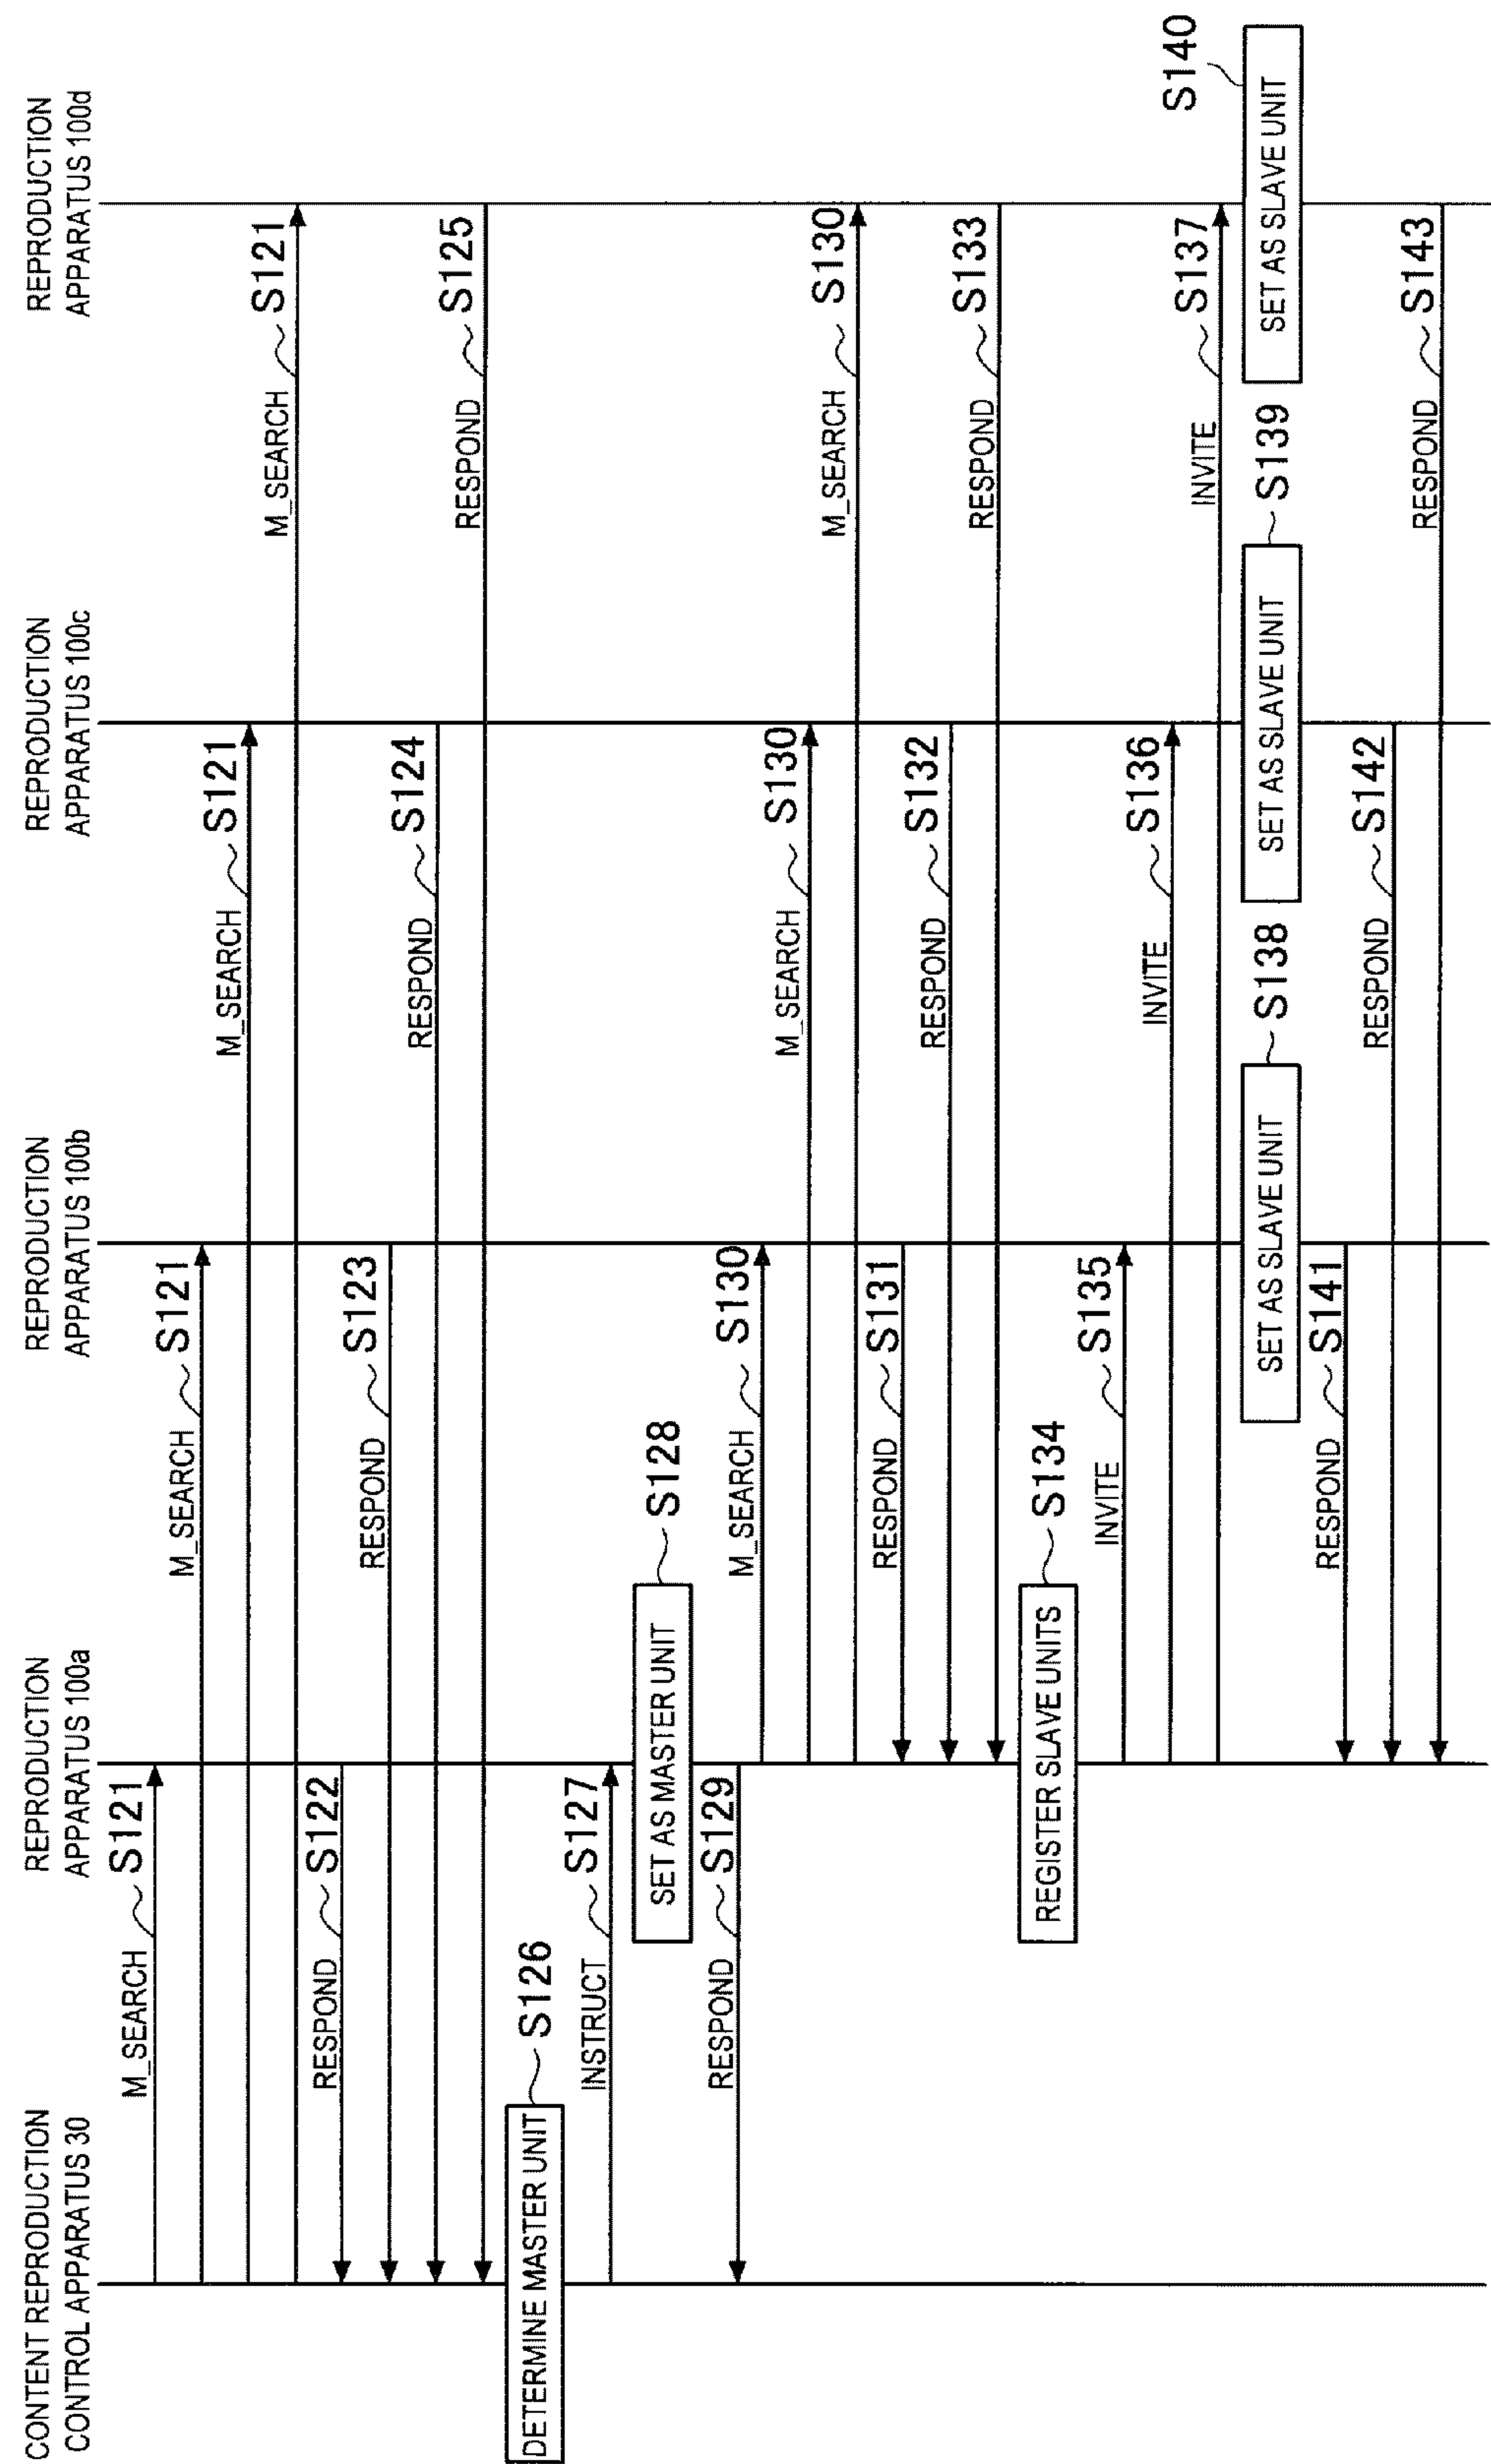 CONTENT REPRODUCTION
CONTROL APPARATUS 30
REPRODUCTION
APPARATUS 100a
REPRODUCTION
APPARATUS 100b
REPRODUCTION
APPARATUS 100c
REPRODUCTION
APPARATUS 100d
M_SEARCH S121
M_SEARCH S121
M_SEARCH S121
M_SEARCH S121
RESPOND S122
RESPOND S123
RESPOND S124
RESPOND S125
DETERMINE MASTER UNIT S126
INSTRUCT S127
SET AS MASTER UNIT S128
RESPOND S129
M_SEARCH S130
M_SEARCH S130
M_SEARCH S130
RESPOND S131
RESPOND S132
RESPOND S133
REGISTER SLAVE UNITS S134
INVITE S135
INVITE S136
INVITE S137
SET AS SLAVE UNIT S138
SET AS SLAVE UNIT S139
SET AS SLAVE UNIT S140
RESPOND S141
RESPOND S142
RESPOND S143